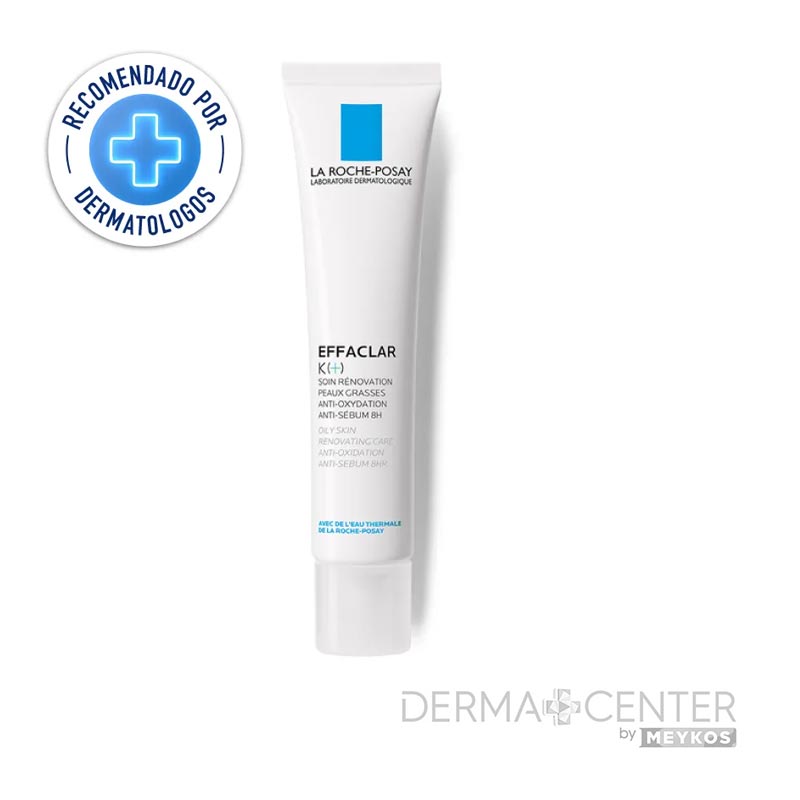 RECOMENDADO POR
DERMATOLOGOS
LA ROCHE-POSAY
LABORATOIRE DERMATOLOGIQUE
EFFACLAR
K(+)
SOIN RÉNOVATION
PEAUX GRASSES
ANTI-OXYDATION
ANTI-SÉBUM 8H
OILY SKIN
RENOVATING CARE
ANTI-OXIDATION
ANTI-SEBUM 8HR
AVEC DE L'EAU THERMALE
DE LA ROCHE-POSAY
DERMA CENTER
by MEYKOS